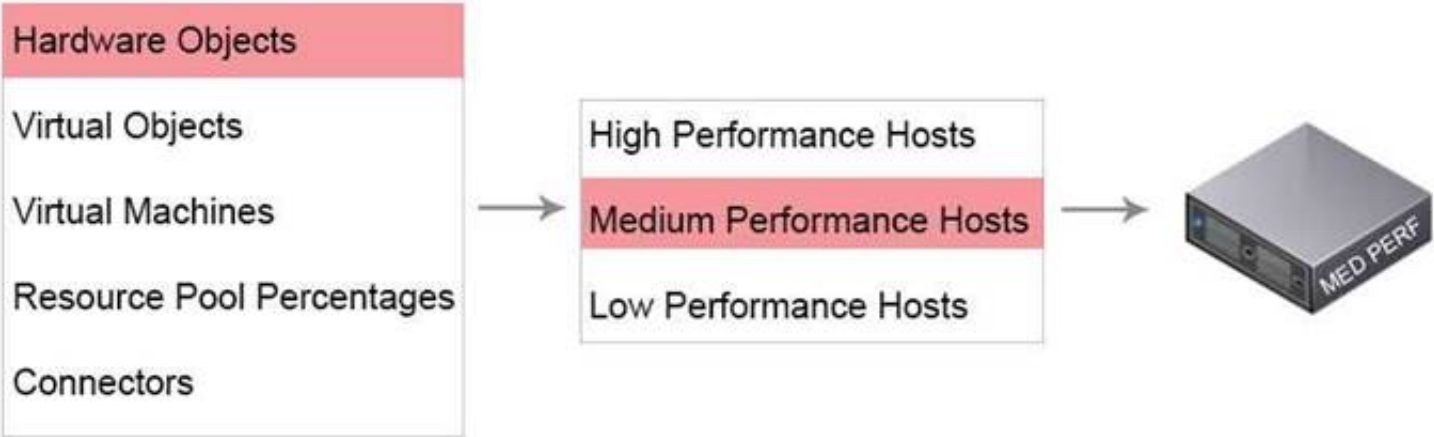 Hardware Objects
Virtual Objects
Virtual Machines
Resource Pool Percentages
Connectors
High Performance Hosts
Medium Performance Hosts
Low Performance Hosts
MED PERF